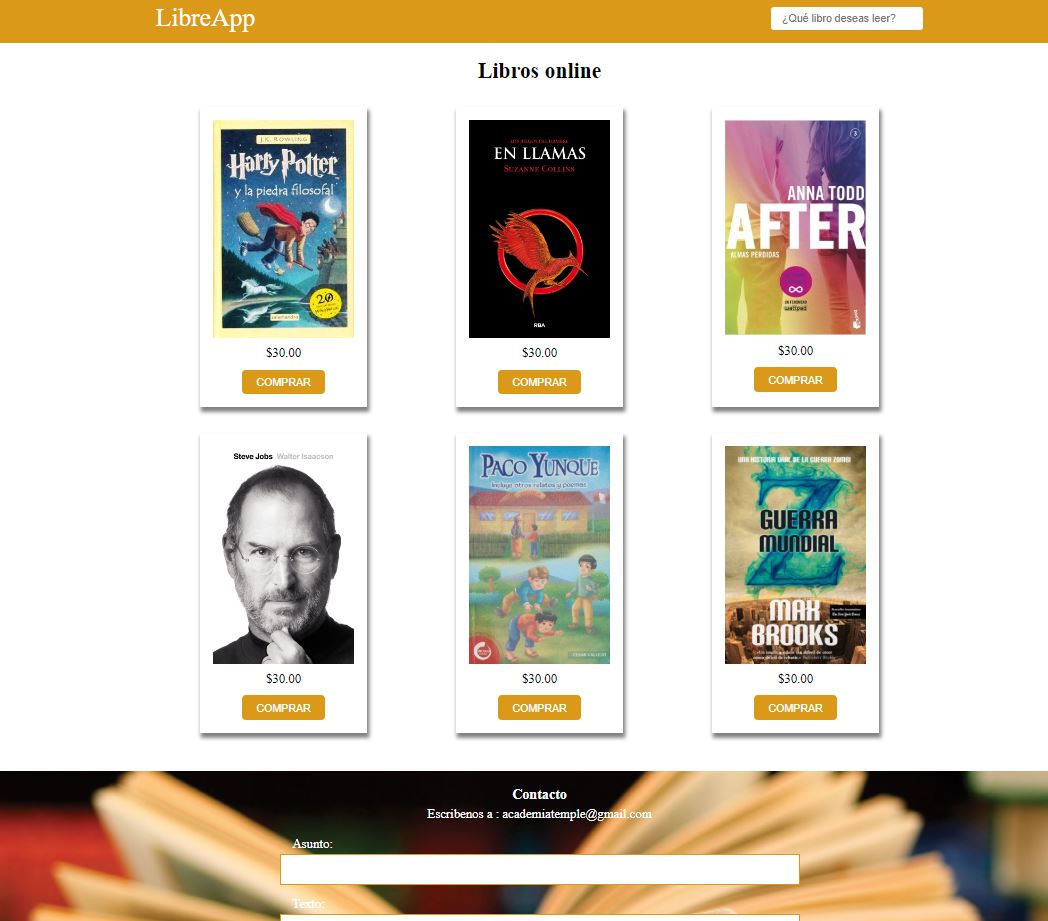 LibreApp
¿Qué libro deseas leer?
Libros online
J.K. ROWLING
Harry Potter
y la piedra filosofal
20
salamandra
$30.00
COMPRAR
LOS JUEGOS DEL HAMBRE
EN LLAMAS
SUZANNE COLLINS
RBA
$30.00
COMPRAR
3
ANNA TODD
AFTER
ALMAS PERDIDAS
UN FENÓMENO
wattpad
$30.00
COMPRAR
Steve Jobs Walter Isaacson
$30.00
COMPRAR
PACO YUNQUE
Incluye otros relatos y poemas
CÉSAR VALLEJO
$30.00
COMPRAR
UNA HISTORIA ORAL DE LA GUERRA ZOMBI
Z
GUERRA
MUNDIAL
MAX
BROOKS
$30.00
COMPRAR
Contacto
Escribenos a : academiatemple@gmail.com
Asunto:
Texto: